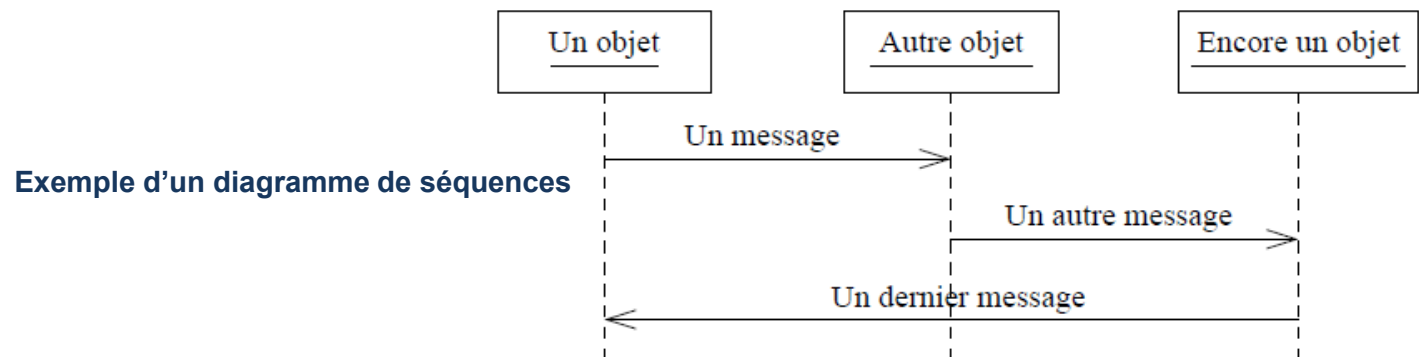 Un objet
Autre objet
Encore un objet
Un message
Exemple d’un diagramme de séquences
Un autre message
Un dernier message